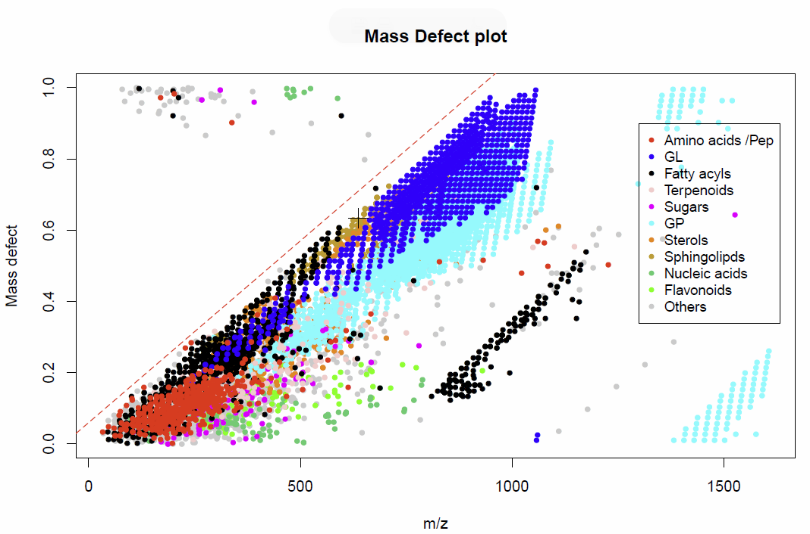 Mass Defect plot
Mass defect
1.0
0.8
0.6
0.4
0.2
0.0
Amino acids /Pep
GL
Fatty acyls
Terpenoids
Sugars
GP
Sterols
Sphingolipds
Nucleic acids
Flavonoids
Others
0 500 1000 1500
m/z